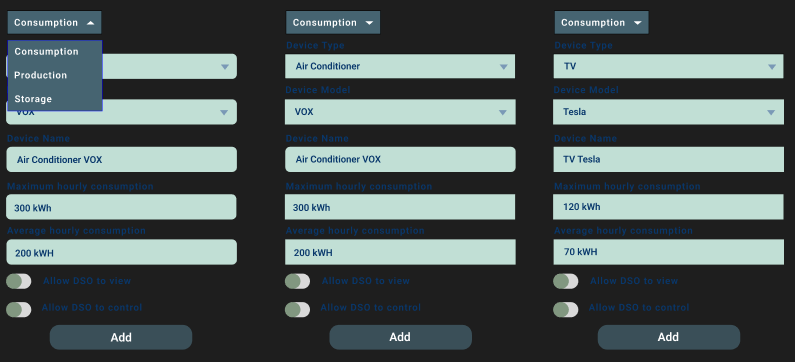 Consumption
Consumption
Production
Storage
VOX
Device Name
Air Conditioner VOX
Maximum hourly consumption
300 kWh
Average hourly consumption
200 kWH
Allow DSO to view
Allow DSO to control
Add
Consumption
Device Type
Air Conditioner
Device Model
VOX
Device Name
Air Conditioner VOX
Maximum hourly consumption
300 kWh
Average hourly consumption
200 kWH
Allow DSO to view
Allow DSO to control
Add
Consumption
Device Type
TV
Device Model
Tesla
Device Name
TV Tesla
Maximum hourly consumption
120 kWh
Average hourly consumption
70 kWH
Allow DSO to view
Allow DSO to control
Add